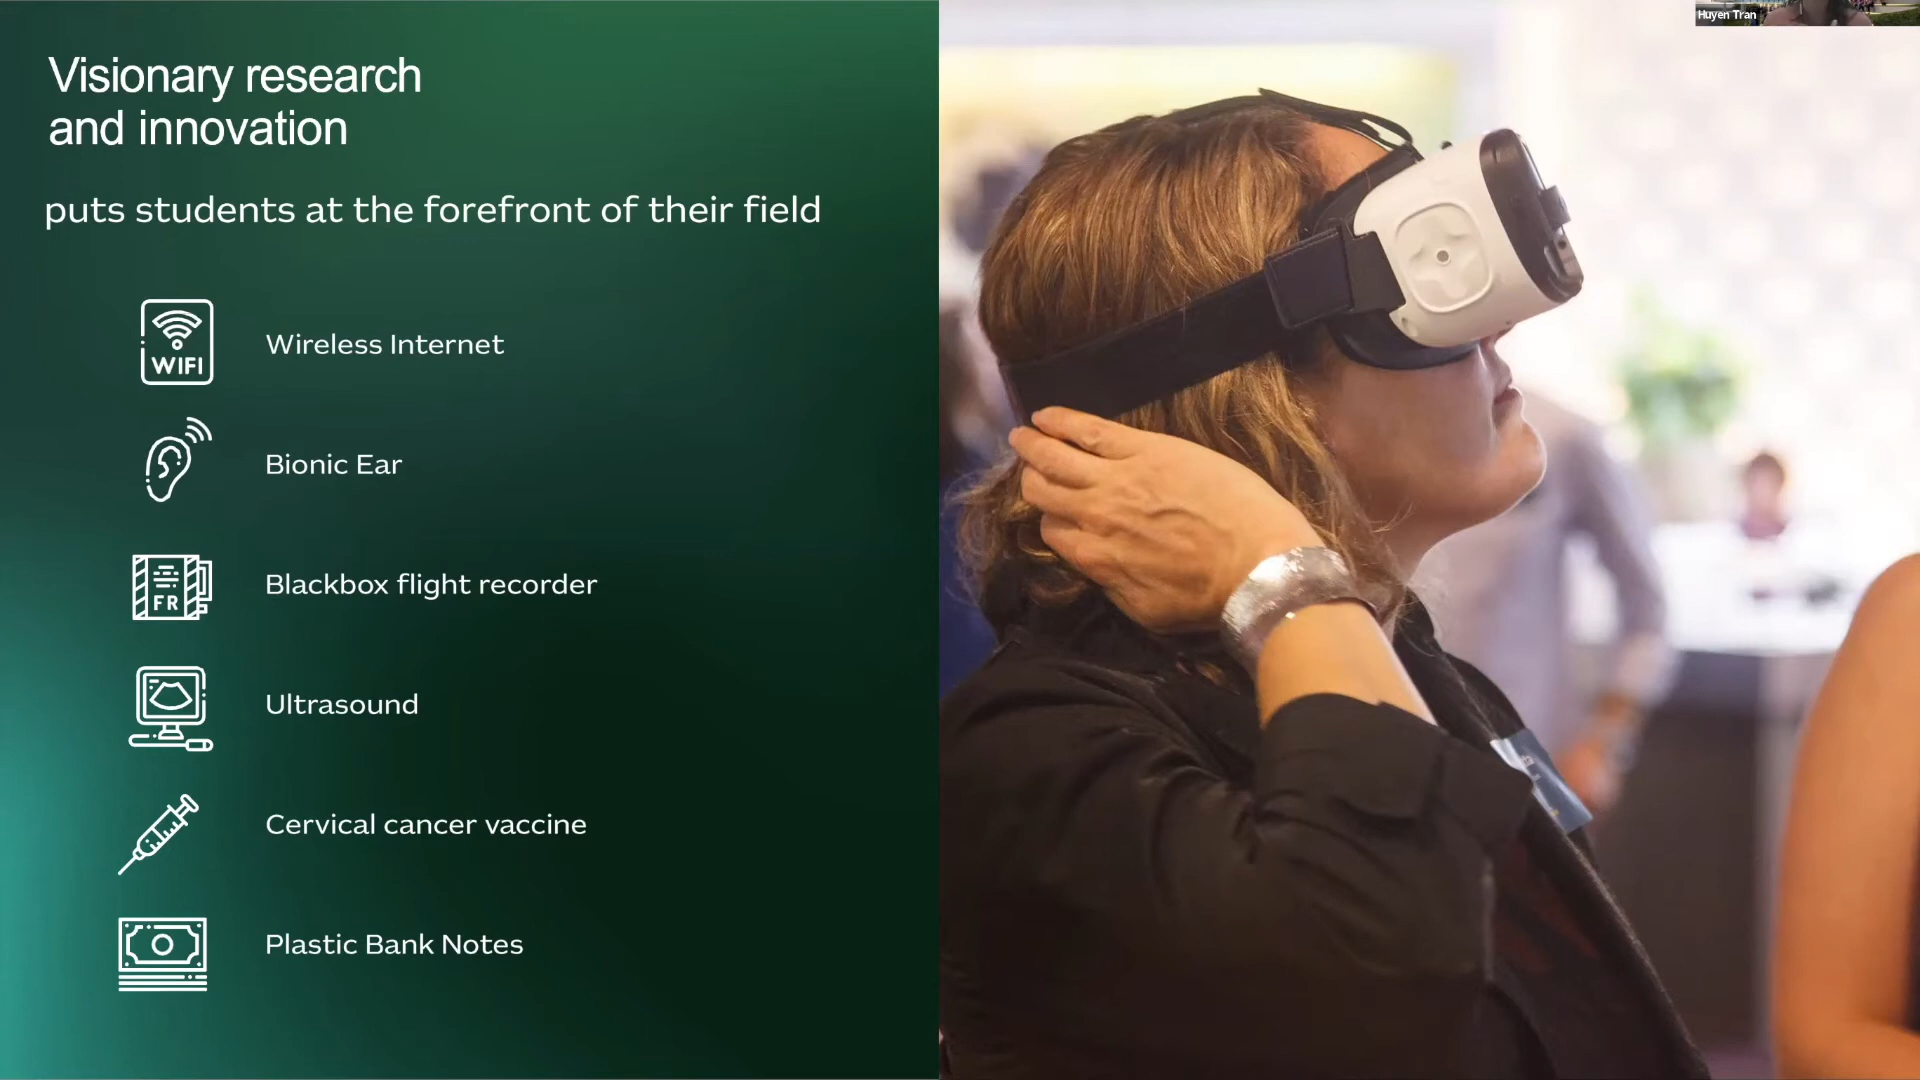 Huyen Tran
Visionary research
and innovation
puts students at the forefront of their field
WIFI
Wireless Internet
Bionic Ear
FR
Blackbox flight recorder
Ultrasound
Cervical cancer vaccine
Plastic Bank Notes